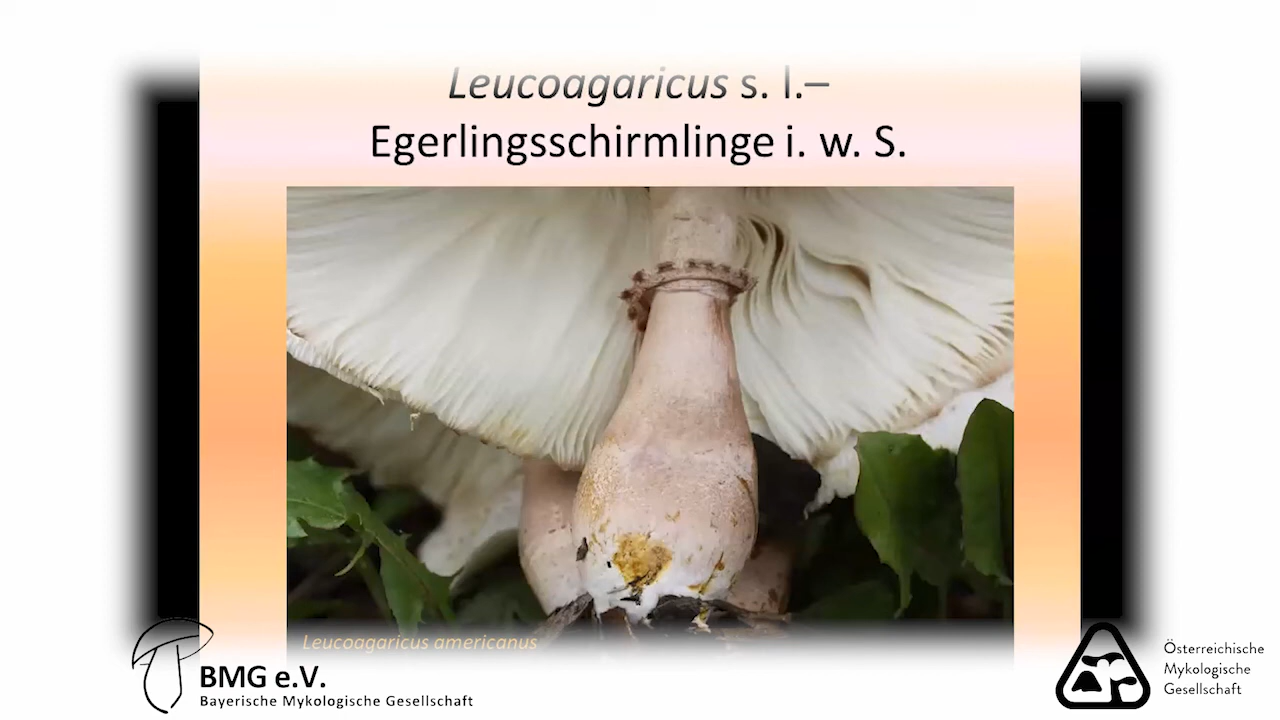 Leucoagaricus s. l.–
Egerlingsschirmlinge i. w. S.
Leucoagaricus americanus
BMG e.V.
Bayerische Mykologische Gesellschaft
Österreichische
Mykologische
Gesellschaft